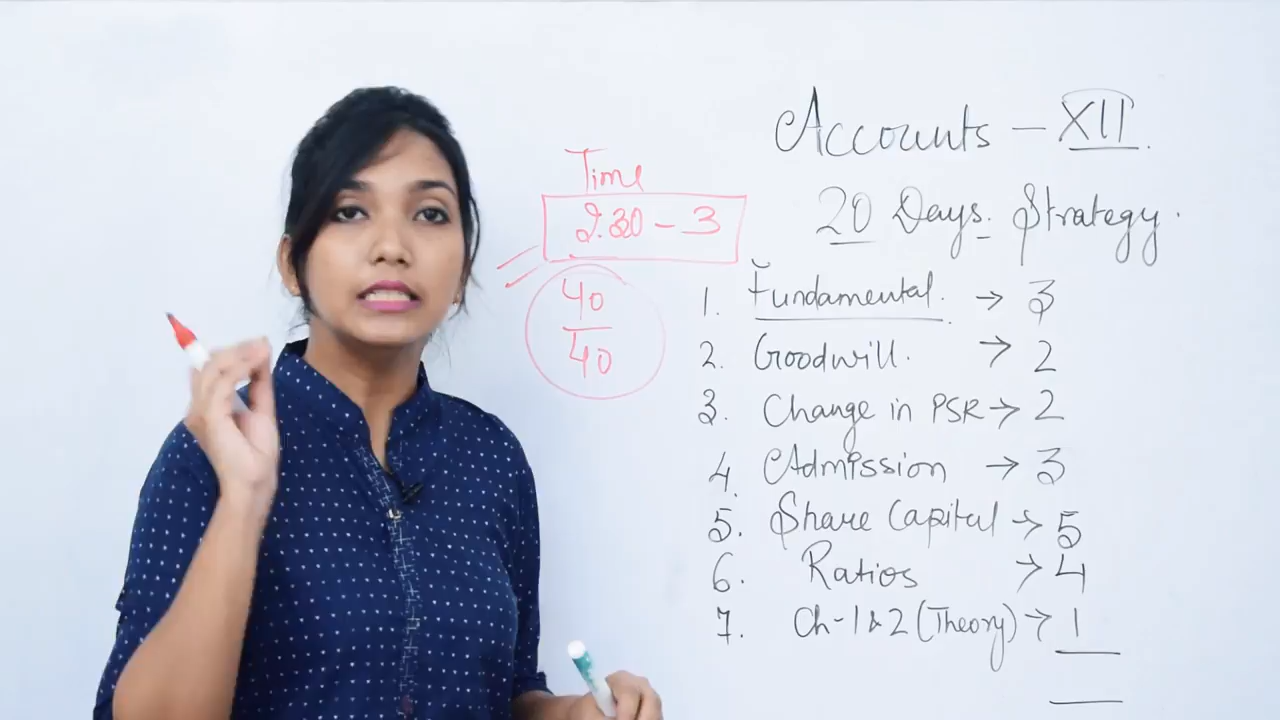 Accounts - XII.
20 Days. Strategy.
1. Fundamental. → 3
2. Goodwill. → 2
3. Change in PSR → 2
4. Admission → 3
5. Share Capital → 5
6. Ratios → 4
7. Ch-1 & 2 (Theory) → 1
Time
2.30 - 3
40
40